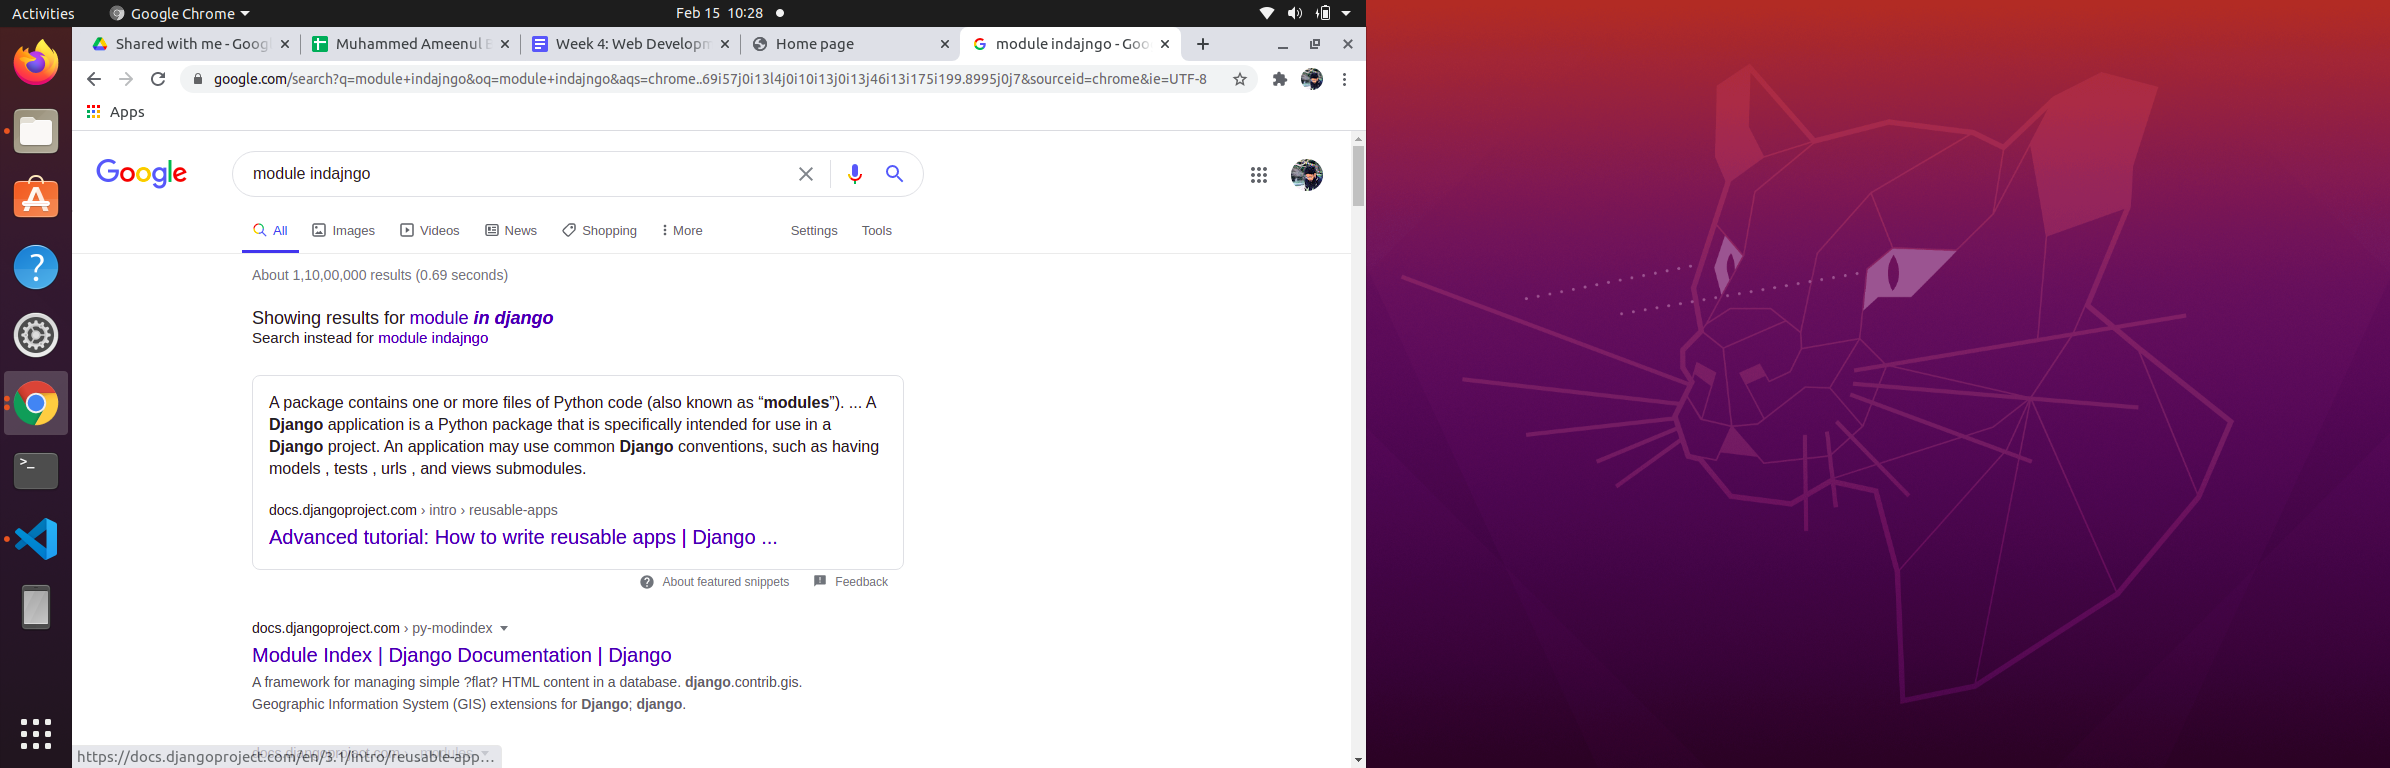 Activities
Google Chrome
Feb 15 10:28
Shared with me - Goog
Muhammed Ameenul
Week 4: Web Developm
Home page
module indajngo - Goo
google.com/search?q=module+indajngo&oq=module+indajngo&aqs=chrome..69i57j0i13l4j0i10i13j0i13j46i13i175i199.8995j0j7&sourceid=chrome&ie=UTF-8
Apps
Google
module indajngo
All
Images
Videos
News
Shopping
More
Settings
Tools
About 1,10,00,000 results (0.69 seconds)
Showing results for module in django
Search instead for module indajngo
A package contains one or more files of Python code (also known as “modules”). ... A
Django application is a Python package that is specifically intended for use in a
Django project. An application may use common Django conventions, such as having
models , tests , urls , and views submodules.
docs.djangoproject.com › intro › reusable-apps
Advanced tutorial: How to write reusable apps | Django ...
About featured snippets
Feedback
docs.djangoproject.com › py-modindex
Module Index | Django Documentation | Django
A framework for managing simple ?flat? HTML content in a database. django.contrib.gis.
Geographic Information System (GIS) extensions for Django; django.
https://docs.djangoproject.com/en/3.1/intro/reusable-app...